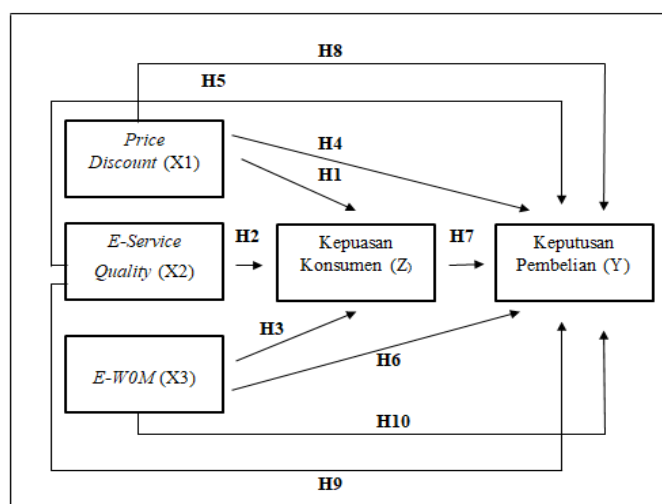 H8
H5
Price
Discount (X1)
H4
H1
E-Service
Quality (X2)
H2
Kepuasan
Konsumen (Z)
H7
Keputusan
Pembelian (Y)
H3
E-W0M (X3)
H6
H10
H9